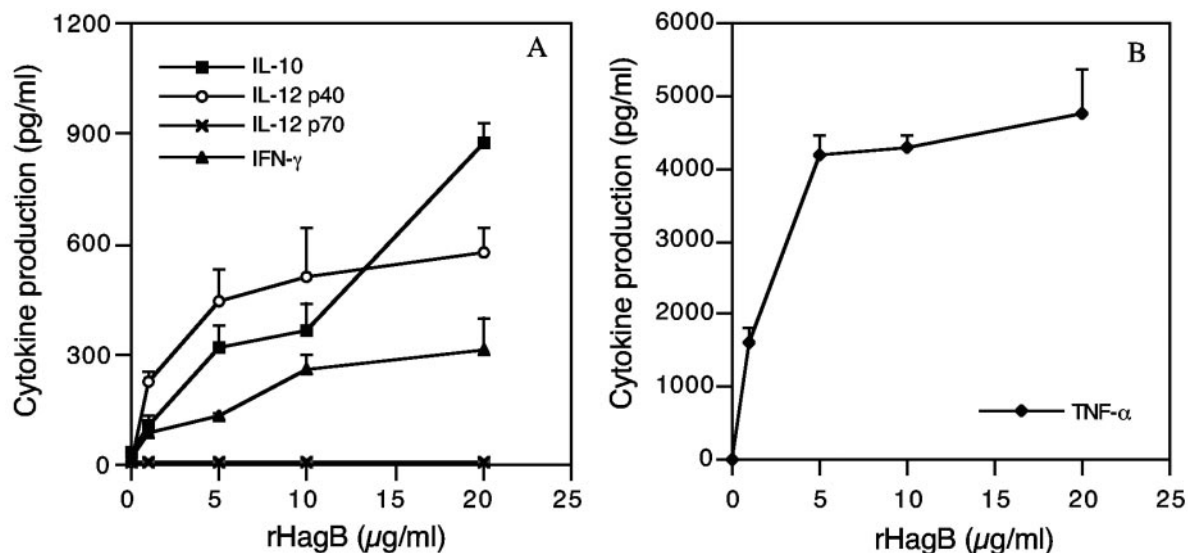 A
Cytokine production (pg/ml)
1200
900
600
300
0
IL-10
IL-12 p40
IL-12 p70
IFN-γ
0 5 10 15 20 25
rHagB (µg/ml)
B
Cytokine production (pg/ml)
6000
5000
4000
3000
2000
1000
0
TNF-α
0 5 10 15 20 25
rHagB (µg/ml)